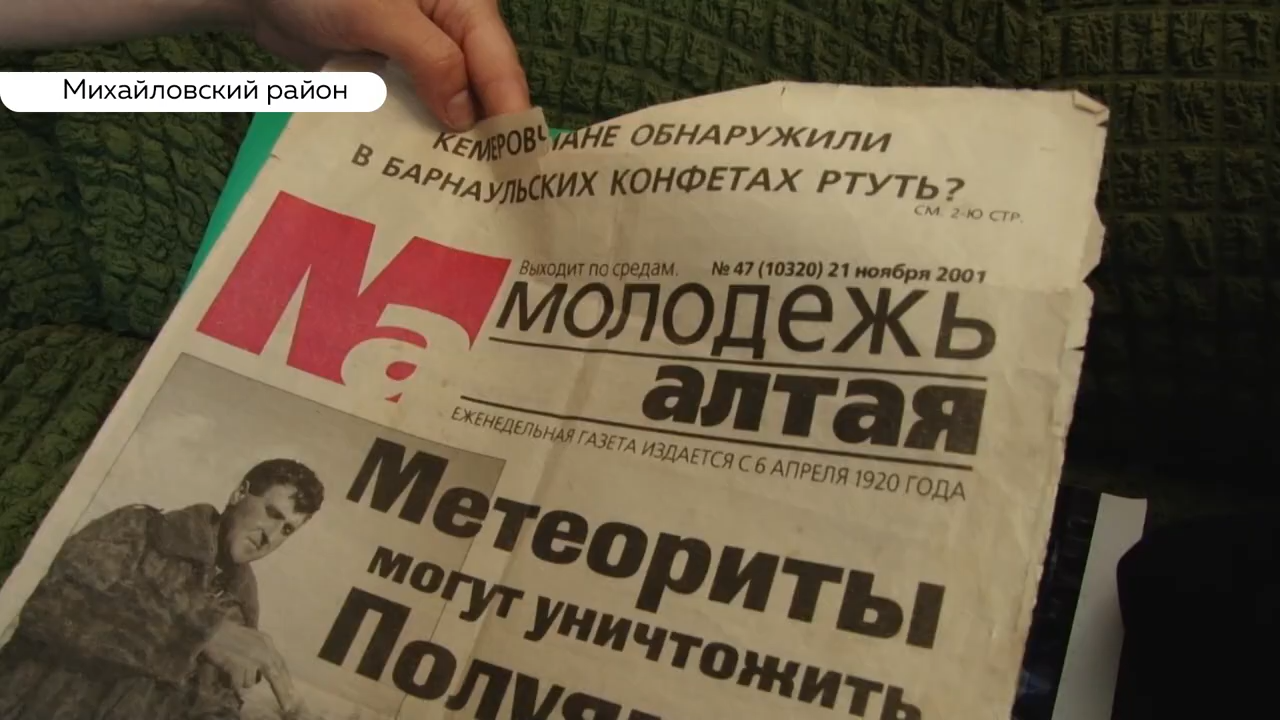 Михайловский район
КЕМЕРОВЧАНЕ ОБНАРУЖИЛИ
В БАРНАУЛЬСКИХ КОНФЕТАХ РТУТЬ?
СМ. 2-Ю СТР.
Ма
Выходит по средам. № 47 (10320) 21 ноября 2001
МОЛОДЕЖЬ
алтая
ЕЖЕНЕДЕЛЬНАЯ ГАЗЕТА ИЗДАЕТСЯ С 6 АПРЕЛЯ 1920 ГОДА
Метеориты
могут уничтожить